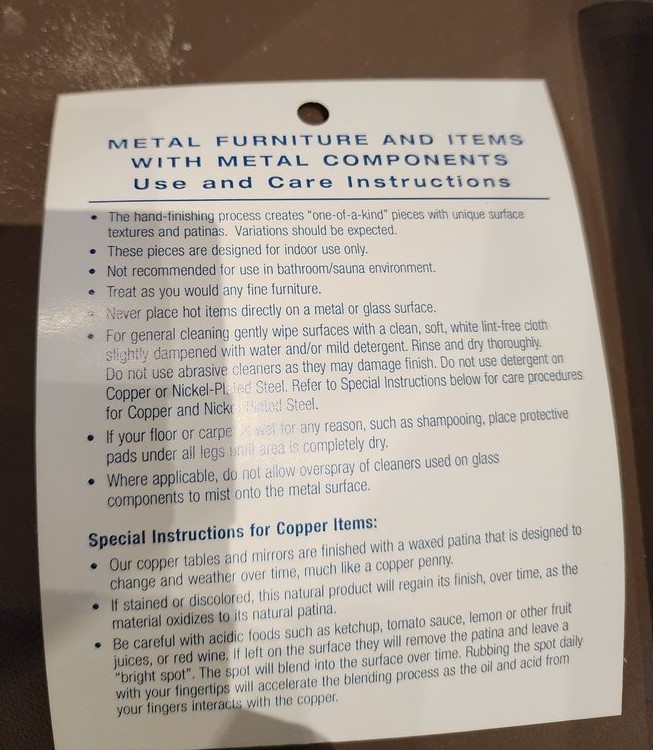 METAL FURNITURE AND ITEMS
WITH METAL COMPONENTS
Use and Care Instructions
• The hand-finishing process creates "one-of-a-kind" pieces with unique surface
textures and patinas. Variations should be expected.
• These pieces are designed for indoor use only.
• Not recommended for use in bathroom/sauna environment.
• Treat as you would any fine furniture.
• Never place hot items directly on a metal or glass surface.
• For general cleaning gently wipe surfaces with a clean, soft, white lint-free cloth
slightly dampened with water and/or mild detergent. Rinse and dry thoroughly.
Do not use abrasive cleaners as they may damage finish. Do not use detergent on
Copper or Nickel-Plated Steel. Refer to Special Instructions below for care procedures
for Copper and Nickel-Plated Steel.
• If your floor or carpet is wet for any reason, such as shampooing, place protective
pads under all legs until area is completely dry.
• Where applicable, do not allow overspray of cleaners used on glass
components to mist onto the metal surface.
Special Instructions for Copper Items:
• Our copper tables and mirrors are finished with a waxed patina that is designed to
change and weather over time, much like a copper penny.
• If stained or discolored, this natural product will regain its finish, over time, as the
material oxidizes to its natural patina.
• Be careful with acidic foods such as ketchup, tomato sauce, lemon or other fruit
juices, or red wine. If left on the surface they will remove the patina and leave a
"bright spot". The spot will blend into the surface over time. Rubbing the spot daily
with your fingertips will accelerate the blending process as the oil and acid from
your fingers interacts with the copper.